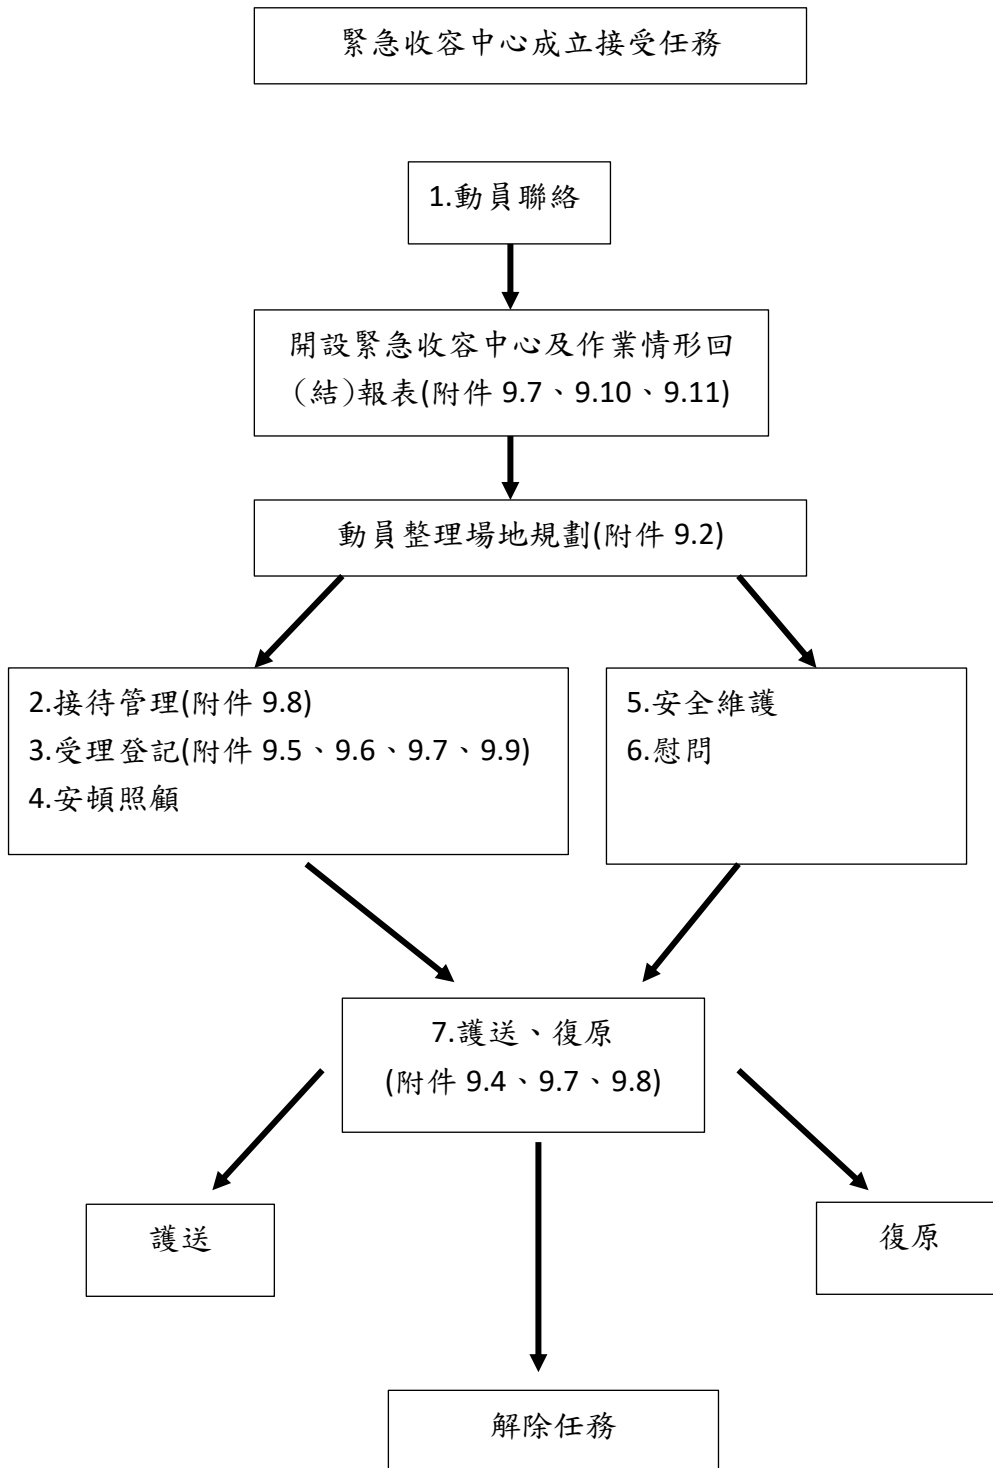 緊急收容中心成立接受任務
1.動員聯絡
開設緊急收容中心及作業情形回
(結)報表(附件 9.7、9.10、9.11)
動員整理場地規劃(附件 9.2)
2.接待管理(附件 9.8)
3.受理登記(附件 9.5、9.6、9.7、9.9)
4.安頓照顧
5.安全維護
6.慰問
7.護送、復原
(附件 9.4、9.7、9.8)
護送
復原
解除任務